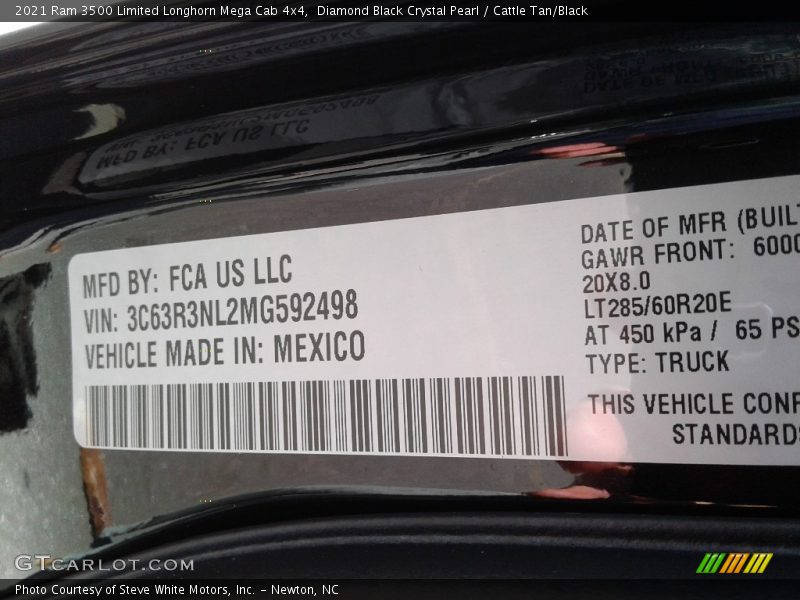 2021 Ram 3500 Limited Longhorn Mega Cab 4x4, Diamond Black Crystal Pearl / Cattle Tan/Black
MFD BY: FCA US LLC
VIN: 3C63R3NL2MG592498
VEHICLE MADE IN: MEXICO
DATE OF MFR (BUILT
GAWR FRONT: 6000
20X8.0
LT285/60R20E
AT 450 kPa / 65 PS
TYPE: TRUCK
THIS VEHICLE CONF
STANDARDS
GTCARLOT.COM
Photo Courtesy of Steve White Motors, Inc. – Newton, NC